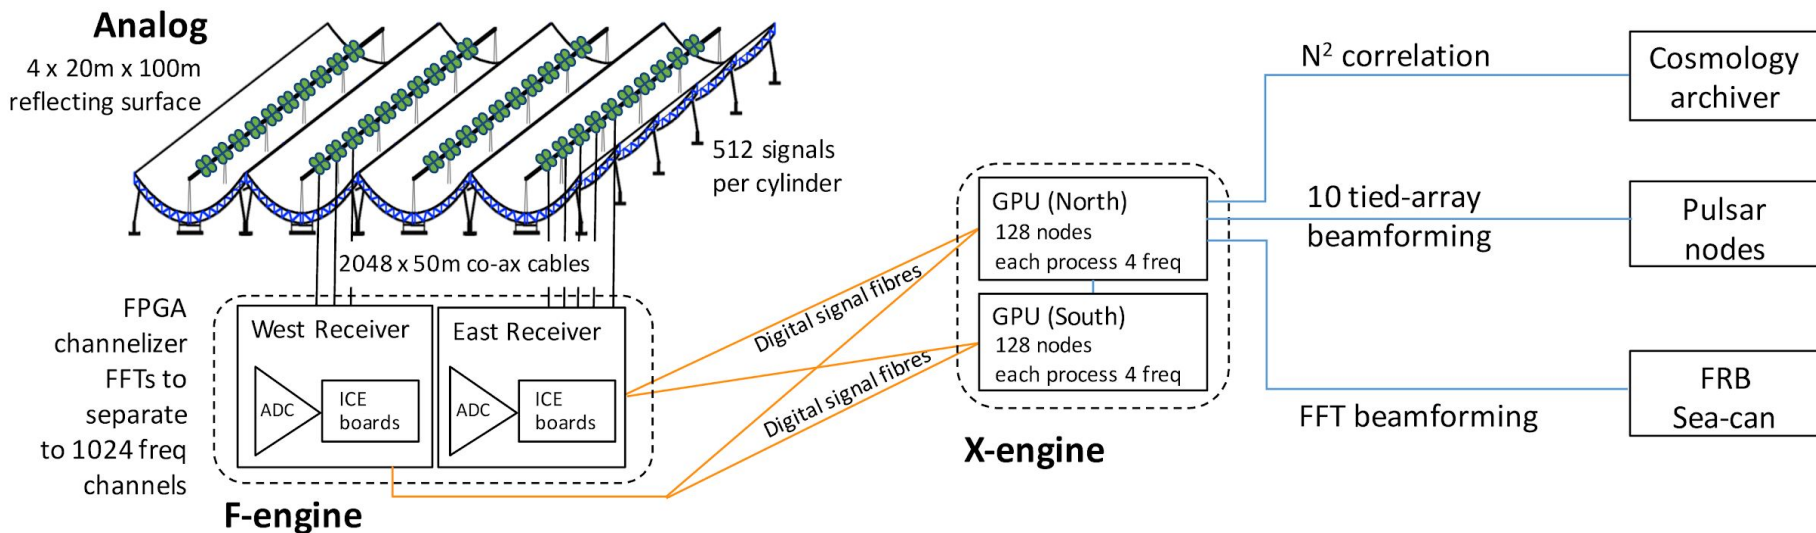 Analog
4 x 20m x 100m
reflecting surface
512 signals
per cylinder
2048 x 50m co-ax cables
FPGA
channelizer
FFTs to
separate
to 1024 freq
channels
West Receiver
ADC
ICE
boards
East Receiver
ADC
ICE
boards
F-engine
Digital signal fibres
Digital signal fibres
GPU (North)
128 nodes
each process 4 freq
GPU (South)
128 nodes
each process 4 freq
X-engine
N² correlation
10 tied-array
beamforming
FFT beamforming
Cosmology
archiver
Pulsar
nodes
FRB
Sea-can